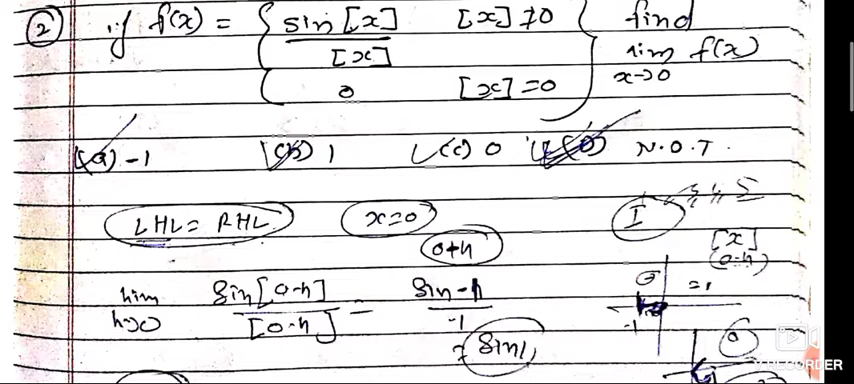 ② if f(x) = { sin[x] / [x]   [x] ≠ 0 } find
lim f(x)
x→0
0   [x] = 0
(a) -1   (b) 1   (c) 0   (d) N.O.T.
LHL = RHL   x=0   I
0+h   [x]
(0-h)
lim h→0   sin[0-h] / [0-h] = sin-1 / -1   -1
= sin1
RECORDER